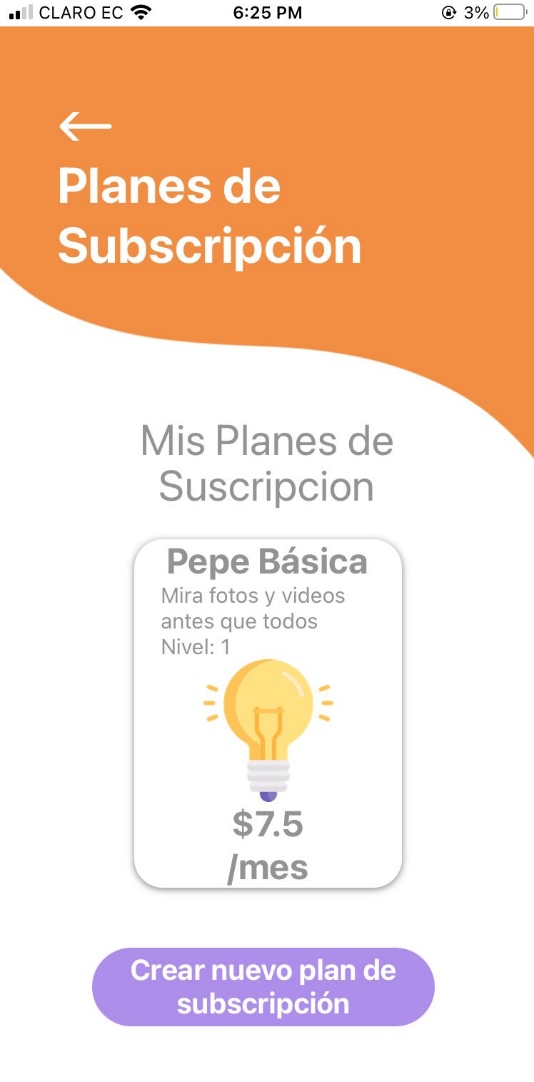 CLARO EC 6:25 PM 3%
Planes de
Subscripción
Mis Planes de
Suscripcion
Pepe Básica
Mira fotos y videos
antes que todos
Nivel: 1
$7.5
/mes
Crear nuevo plan de
subscripción